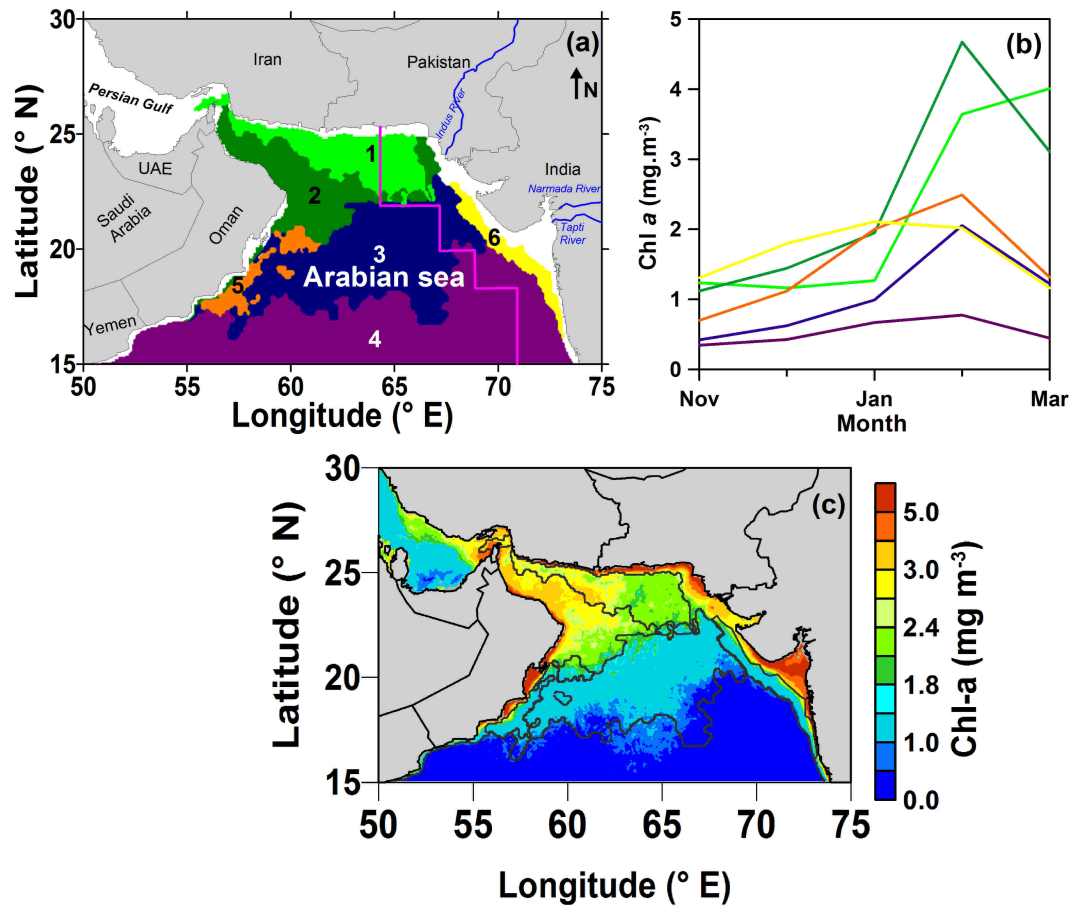 30
25
20
15
Latitude (° N)
50
55
60
65
70
75
Longitude (° E)
(a)
N
Iran
Pakistan
Persian Gulf
Indus River
UAE
Saudi
Arabia
Oman
Yemen
India
Narmada River
Tapti
River
1
2
3
Arabian sea
4
5
6
5
4
3
2
1
0
Chl a (mg.m⁻³)
Nov
Jan
Mar
Month
(b)
30
25
20
15
Latitude (° N)
50
55
60
65
70
75
Longitude (° E)
(c)
5.0
3.0
2.4
1.8
1.0
0.0
Chl-a (mg m⁻³)